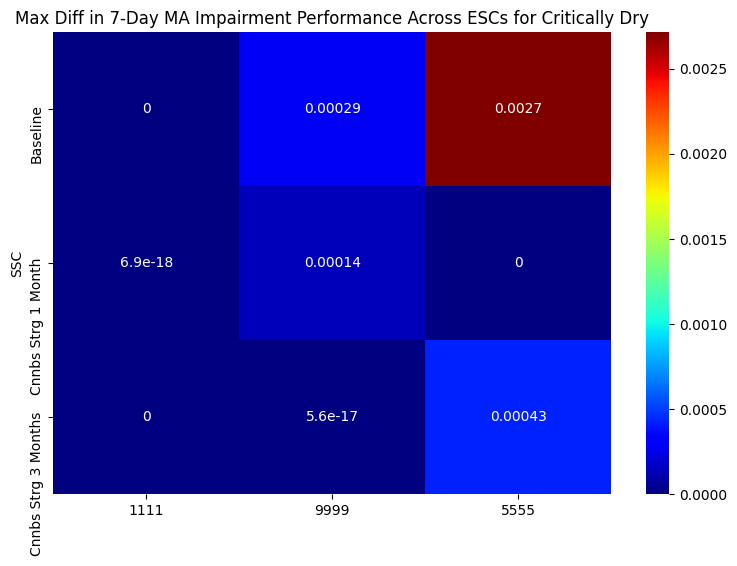 Max Diff in 7-Day MA Impairment Performance Across ESCs for Critically Dry
SSC
Baseline
Cnnbs Strg 1 Month
Cnnbs Strg 3 Months
0 0.00029 0.0027
6.9e-18 0.00014 0
0 5.6e-17 0.00043
1111 9999 5555
0.0025
0.0020
0.0015
0.0010
0.0005
0.0000